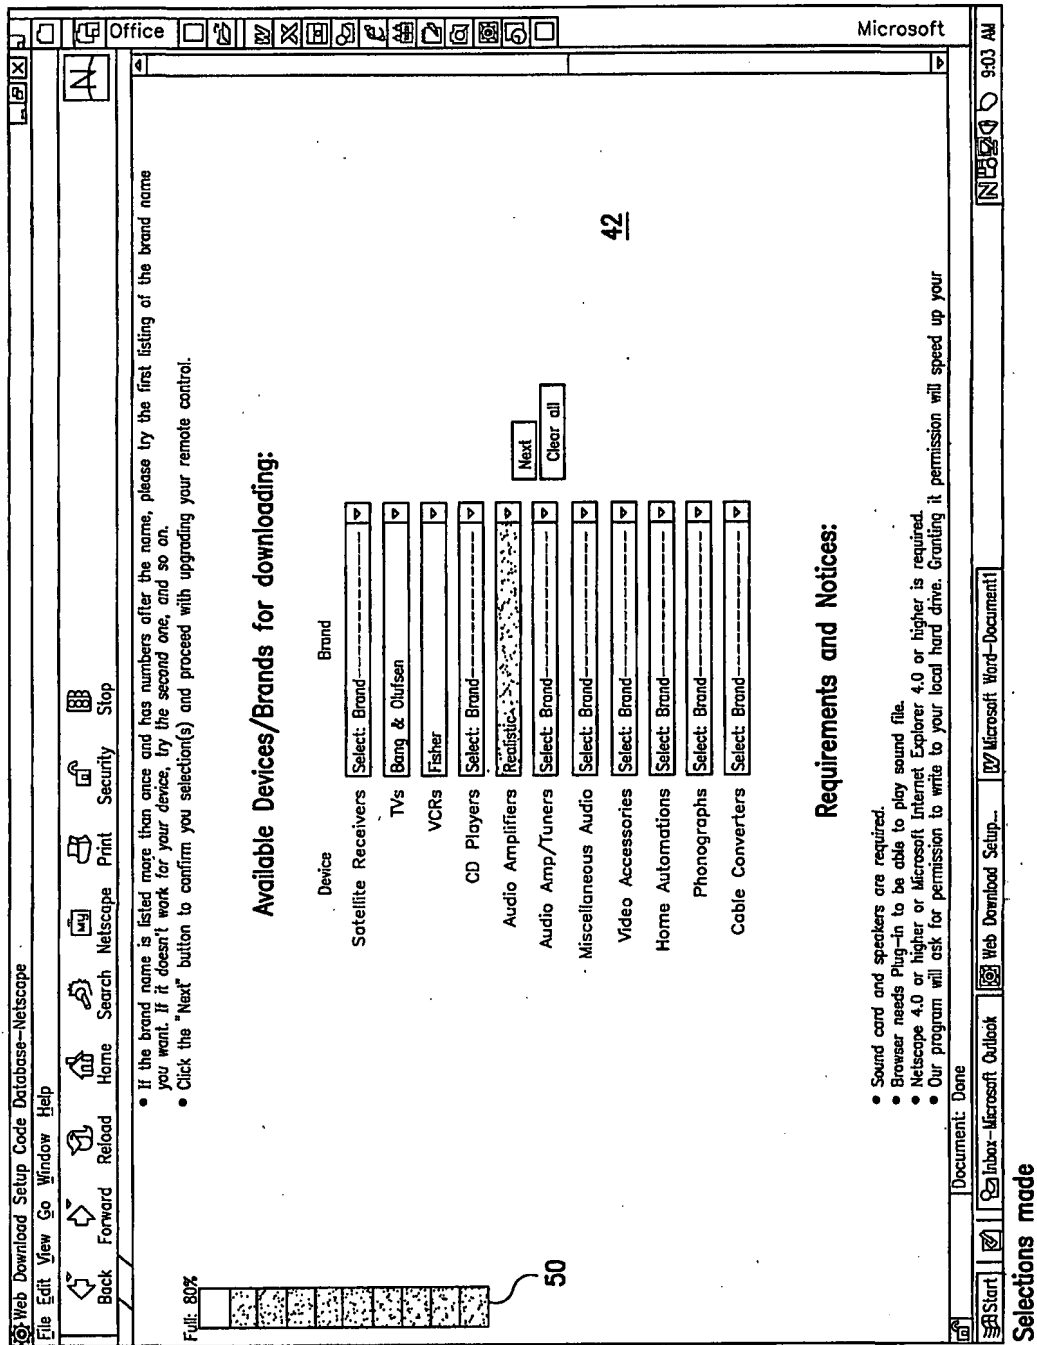 Web Download Setup Code Database–Netscape
File Edit View Go Window Help
Back Forward Reload Home Search Netscape Print Security Stop
My
N
Office
Microsoft
Full: 80%
50
• If the brand name is listed more than once and has numbers after the name, please try the first listing of the brand name
you want. If it doesn't work for your device, try the second one, and so on.
• Click the "Next" button to confirm you selection(s) and proceed with upgrading your remote control.
Available Devices/Brands for downloading:
Device Brand
Satellite Receivers Select: Brand---------------
TVs Bang & Olufsen
VCRs Fisher
CD Players Select: Brand---------------
Audio Amplifiers Realistic
Audio Amp/Tuners Select: Brand---------------
Miscellaneous Audio Select: Brand---------------
Video Accessories Select: Brand---------------
Home Automations Select: Brand---------------
Phonographs Select: Brand---------------
Cable Converters Select: Brand---------------
Next
Clear all
42
Requirements and Notices:
• Sound card and speakers are required.
• Browser needs Plug–in to be able to play sound file.
• Netscape 4.0 or higher or Microsoft Internet Explorer 4.0 or higher is required.
• Our program will ask for permission to write to your local hard drive. Granting it permission will speed up your
Document: Done
Start Inbox–Microsoft Outlook Web Download Setup... W Microsoft Word–Document1 N 9:03 AM
Selections made